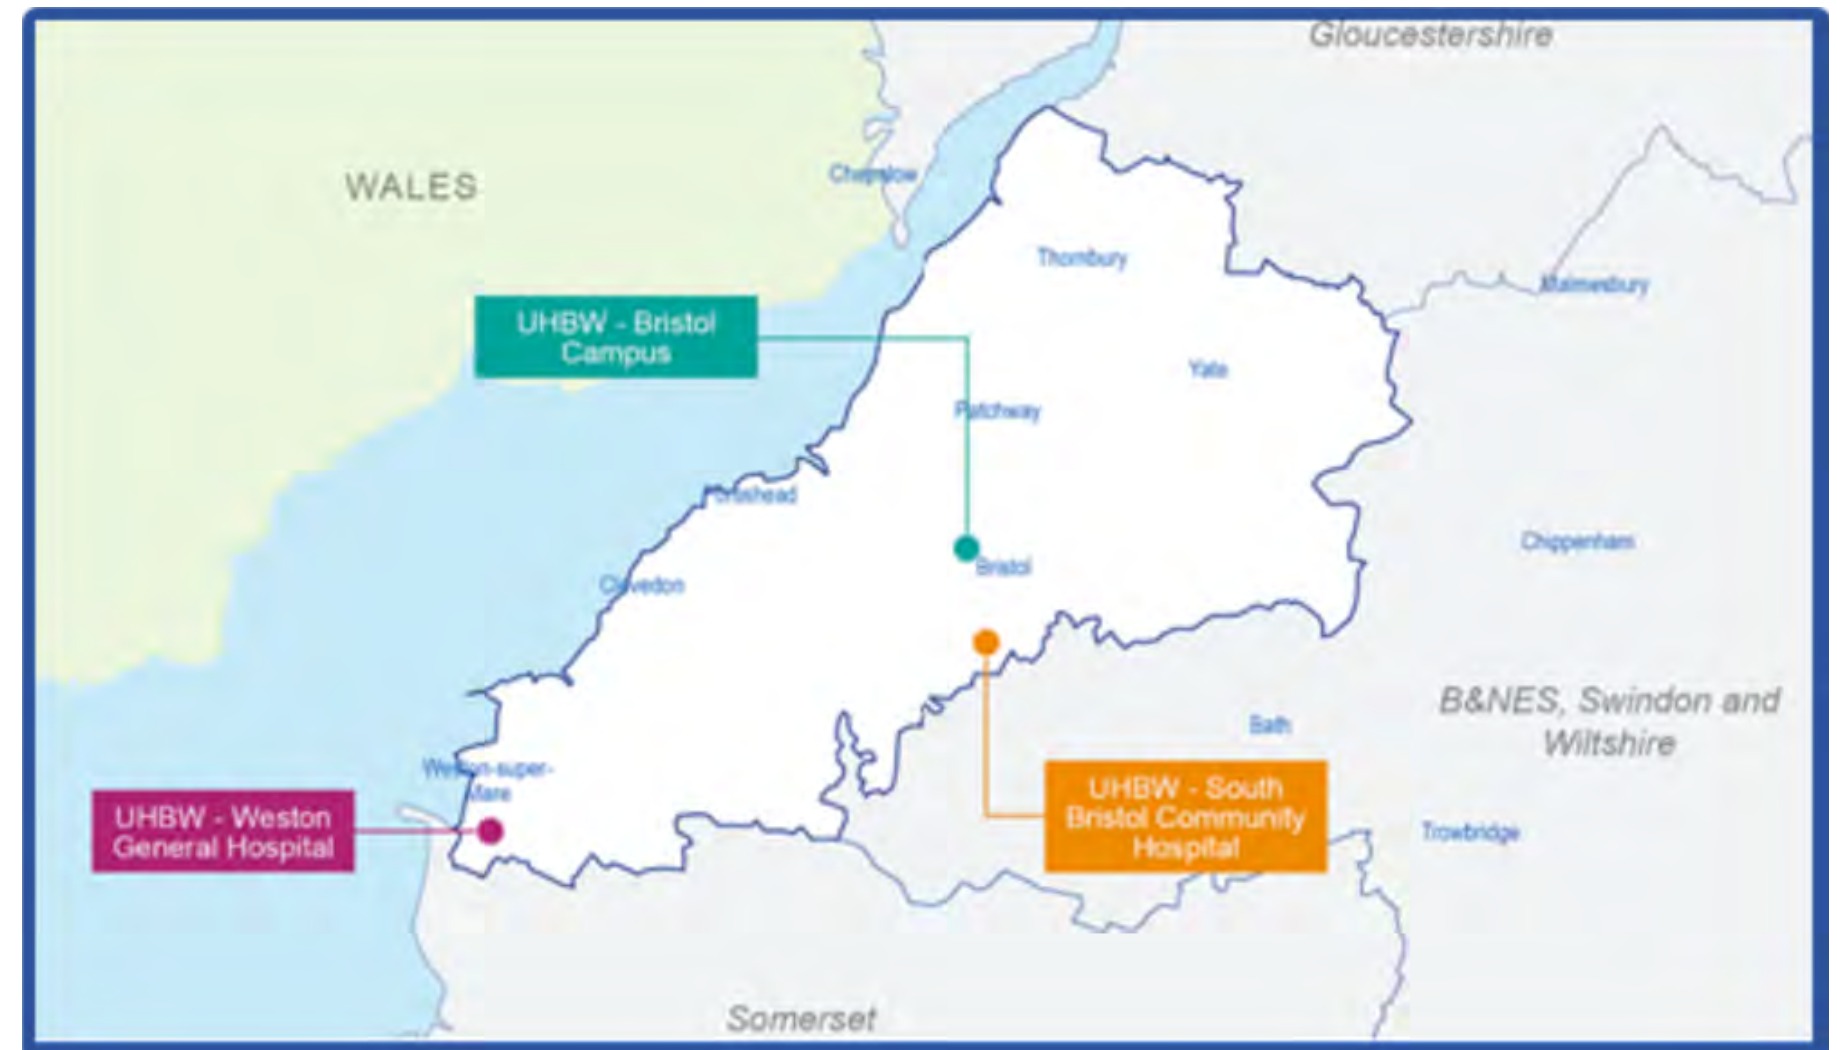 Gloucestershire
Chepstow
WALES
Thornbury
Malmesbury
UHBW - Bristol
Campus
Yate
Patchway
Portishead
Chippenham
Bristol
Clevedon
B&NES, Swindon and
Wiltshire
Bath
Weston-super-
Mare
UHBW - South
Bristol Community
Hospital
UHBW - Weston
General Hospital
Trowbridge
Somerset